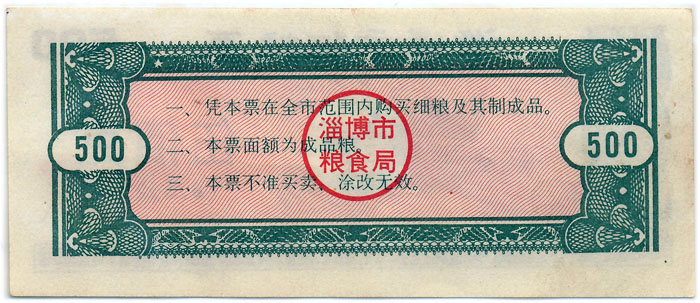 一、凭本票在全市范围内购买细粮及其制成品。
二、本票面额为成品粮。
三、本票不准买卖，涂改无效。
淄博市
粮食局
500
500